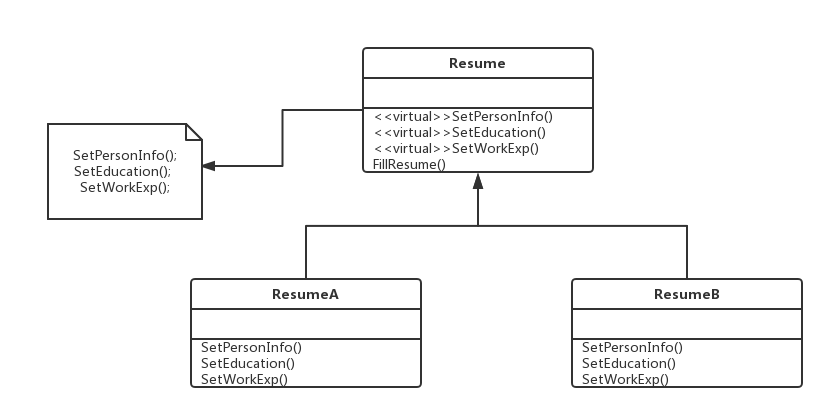 Resume
<<virtual>>SetPersonInfo()
<<virtual>>SetEducation()
<<virtual>>SetWorkExp()
FillResume()
SetPersonInfo();
SetEducation();
SetWorkExp();
ResumeA
SetPersonInfo()
SetEducation()
SetWorkExp()
ResumeB
SetPersonInfo()
SetEducation()
SetWorkExp()